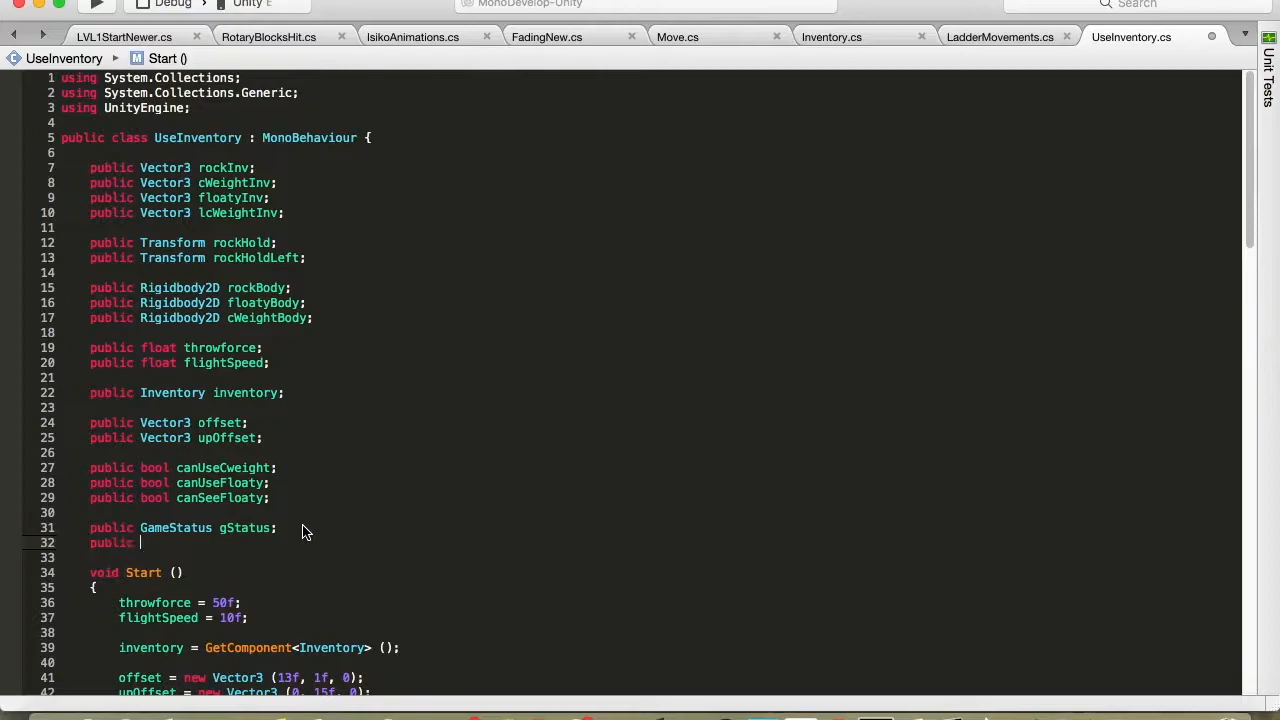 Debug
Unity E
MonoDevelop-Unity
Search
LVL1StartNewer.cs
RotaryBlocksHit.cs
IsikoAnimations.cs
FadingNew.cs
Move.cs
Inventory.cs
LadderMovements.cs
UseInventory.cs
UseInventory
Start ()
Unit Tests
1 using System.Collections;
2 using System.Collections.Generic;
3 using UnityEngine;
4
5 public class UseInventory : MonoBehaviour {
6
7 public Vector3 rockInv;
8 public Vector3 cWeightInv;
9 public Vector3 floatyInv;
10 public Vector3 lcWeightInv;
11
12 public Transform rockHold;
13 public Transform rockHoldLeft;
14
15 public Rigidbody2D rockBody;
16 public Rigidbody2D floatyBody;
17 public Rigidbody2D cWeightBody;
18
19 public float throwforce;
20 public float flightSpeed;
21
22 public Inventory inventory;
23
24 public Vector3 offset;
25 public Vector3 upOffset;
26
27 public bool canUseCweight;
28 public bool canUseFloaty;
29 public bool canSeeFloaty;
30
31 public GameStatus gStatus;
32 public
33
34 void Start ()
35 {
36 throwforce = 50f;
37 flightSpeed = 10f;
38
39 inventory = GetComponent<Inventory> ();
40
41 offset = new Vector3 (13f, 1f, 0);
42 upOffset = new Vector3 (0, 15f, 0);